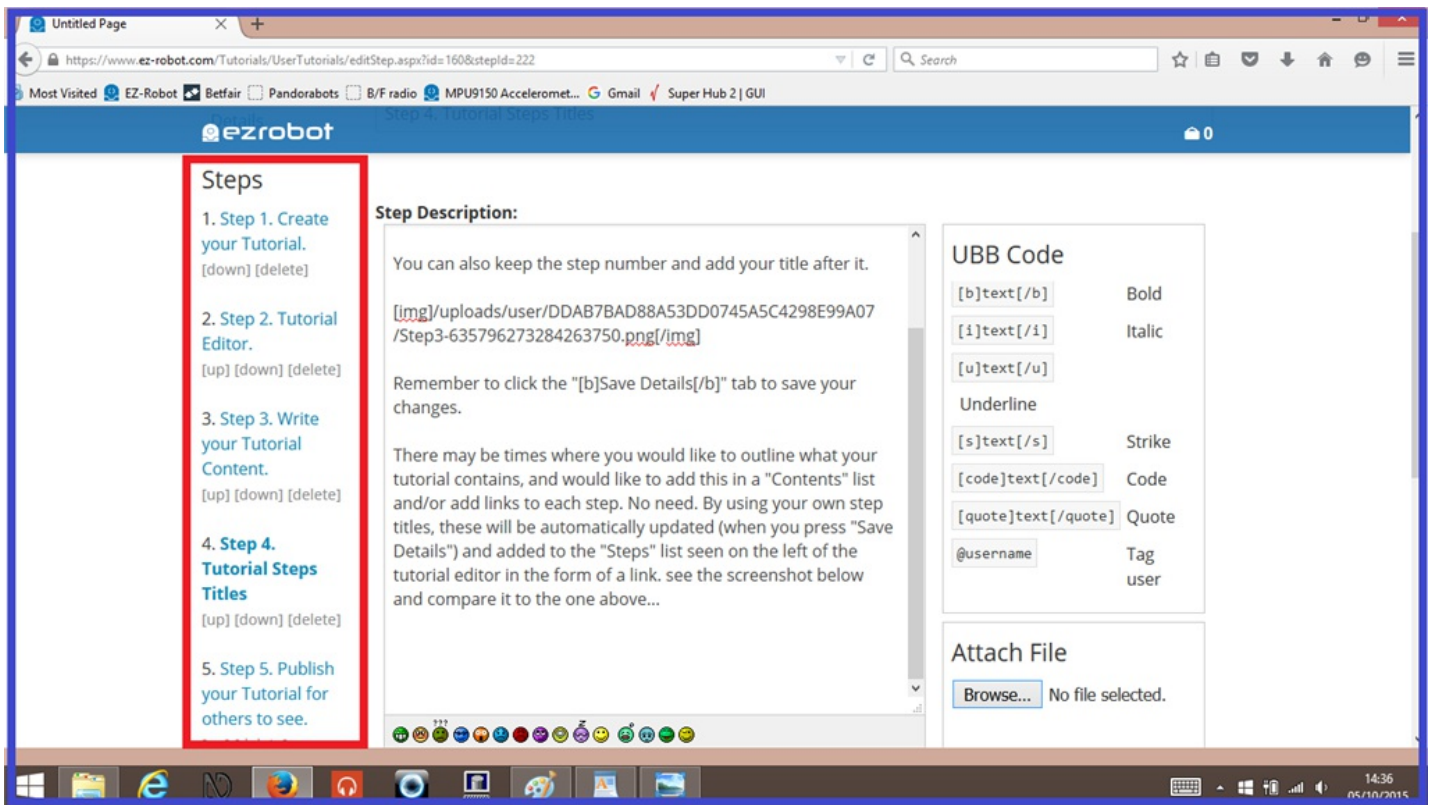 Untitled Page
https://www.ez-robot.com/Tutorials/UserTutorials/editStep.aspx?id=160&stepId=222
Search
Most Visited EZ-Robot Betfair Pandorabots B/F radio MPU9150 Acceleromet... Gmail Super Hub 2 | GUI
Details
Step 4. Tutorial Steps Titles
ezrobot
0
Steps
1. Step 1. Create
your Tutorial.
[down] [delete]
2. Step 2. Tutorial
Editor.
[up] [down] [delete]
3. Step 3. Write
your Tutorial
Content.
[up] [down] [delete]
4. Step 4.
Tutorial Steps
Titles
[up] [down] [delete]
5. Step 5. Publish
your Tutorial for
others to see.
Step Description:
You can also keep the step number and add your title after it.
[img]/uploads/user/DDAB7BAD88A53DD0745A5C4298E99A07
/Step3-635796273284263750.png[/img]
Remember to click the "[b]Save Details[/b]" tab to save your
changes.
There may be times where you would like to outline what your
tutorial contains, and would like to add this in a "Contents" list
and/or add links to each step. No need. By using your own step
titles, these will be automatically updated (when you press "Save
Details") and added to the "Steps" list seen on the left of the
tutorial editor in the form of a link. see the screenshot below
and compare it to the one above...
UBB Code
[b]text[/b] Bold
[i]text[/i] Italic
[u]text[/u]
Underline
[s]text[/s] Strike
[code]text[/code] Code
[quote]text[/quote] Quote
@username Tag
user
Attach File
Browse... No file selected.
14:36
05/10/2015